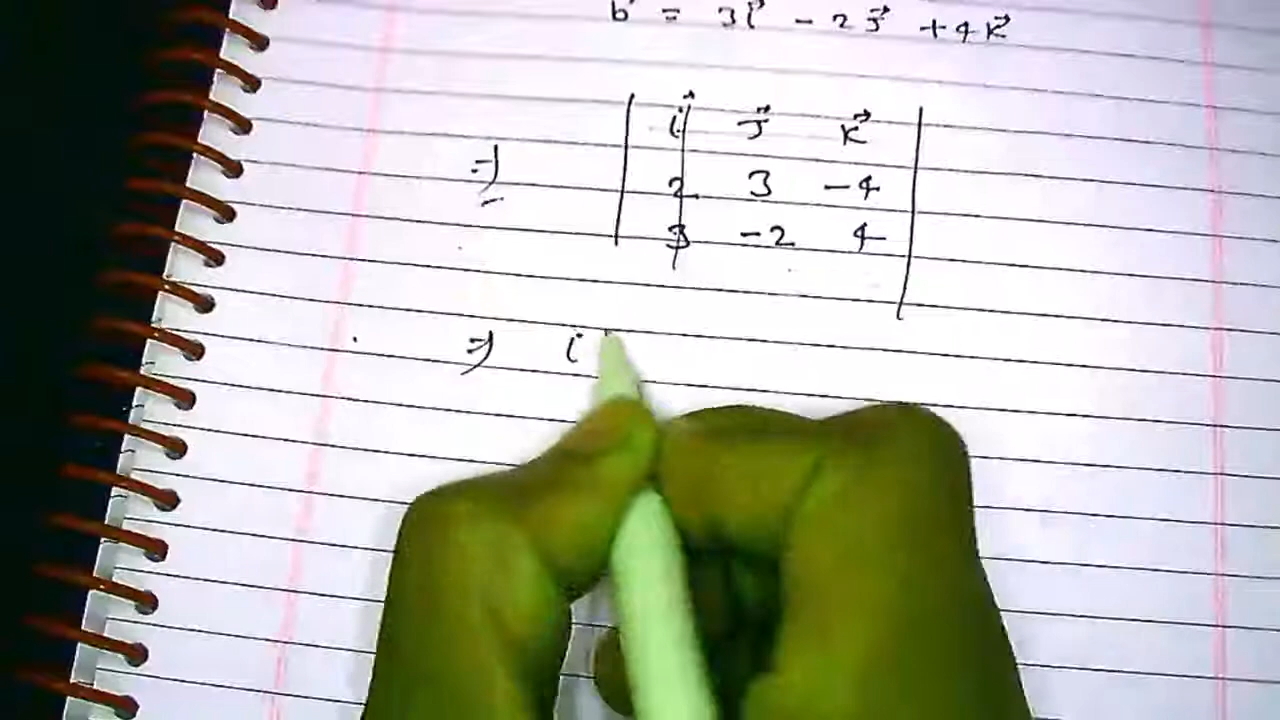 b⃗ = 3i⃗ - 2J⃗ + 4K⃗
| i⃗ J⃗ K⃗ |
=) | 2 3 -4 |
| 3 -2 4 |
=) i